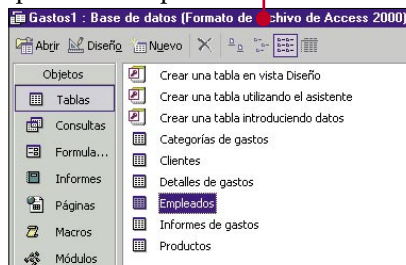 Gastos1 : Base de datos (Formato de archivo de Access 2000)
Abrir Diseño Nuevo
Objetos
Tablas
Consultas
Formula...
Informes
Páginas
Macros
Módulos
Crear una tabla en vista Diseño
Crear una tabla utilizando el asistente
Crear una tabla introduciendo datos
Categorías de gastos
Clientes
Detalles de gastos
Empleados
Informes de gastos
Productos